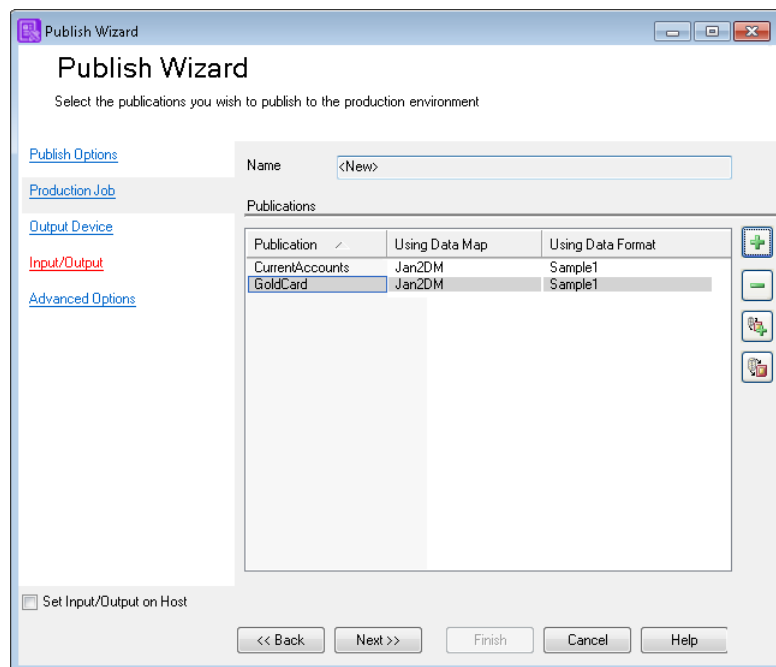 Publish Wizard
Publish Wizard
Select the publications you wish to publish to the production environment
Publish Options
Production Job
Output Device
Input/Output
Advanced Options
Name <New>
Publications
Publication Using Data Map Using Data Format
CurrentAccounts Jan2DM Sample1
GoldCard Jan2DM Sample1
Set Input/Output on Host
<< Back Next >> Finish Cancel Help